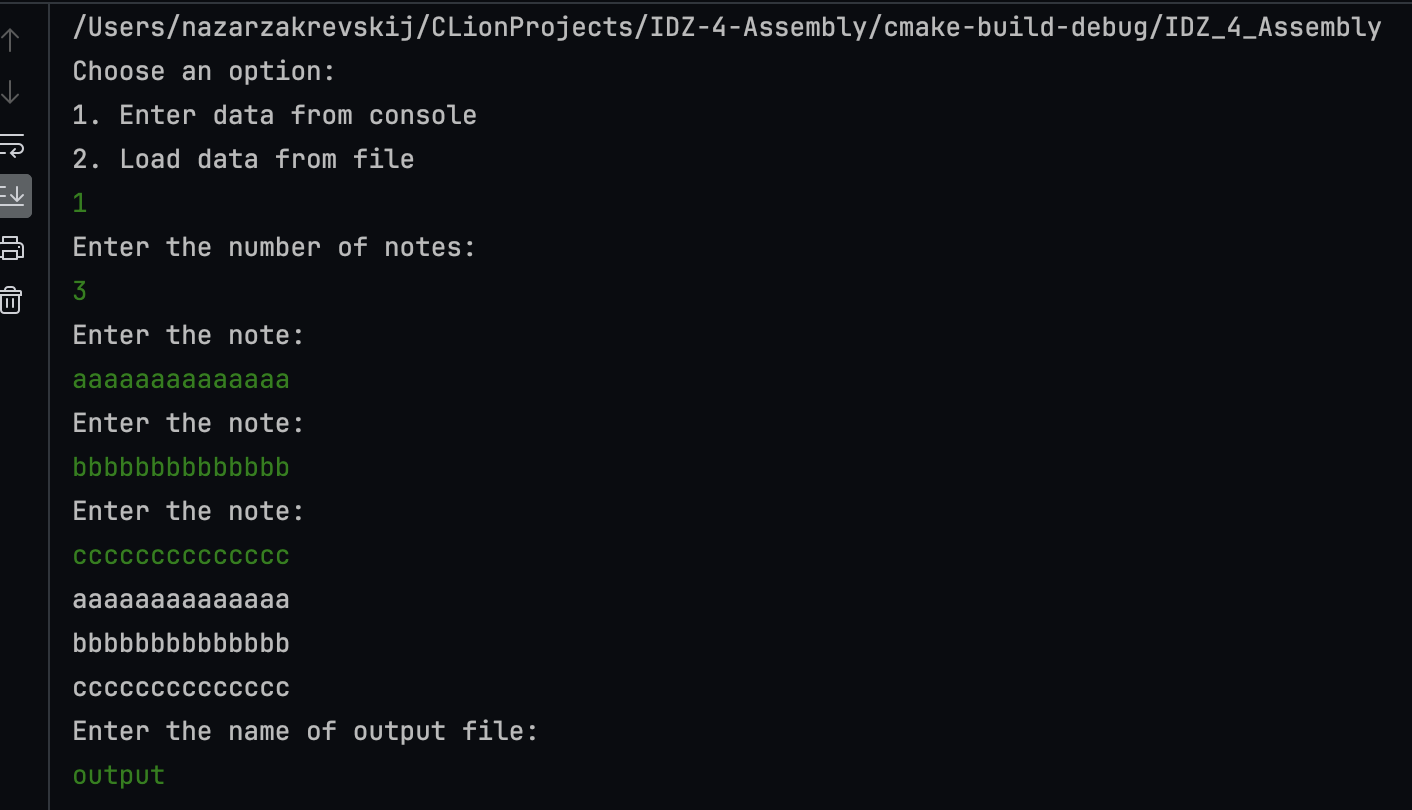 /Users/nazarzakrevskij/CLionProjects/IDZ-4-Assembly/cmake-build-debug/IDZ_4_Assembly
Choose an option:
1. Enter data from console
2. Load data from file
1
Enter the number of notes:
3
Enter the note:
aaaaaaaaaaaaaa
Enter the note:
bbbbbbbbbbbbbb
Enter the note:
cccccccccccccc
aaaaaaaaaaaaaa
bbbbbbbbbbbbbb
cccccccccccccc
Enter the name of output file:
output